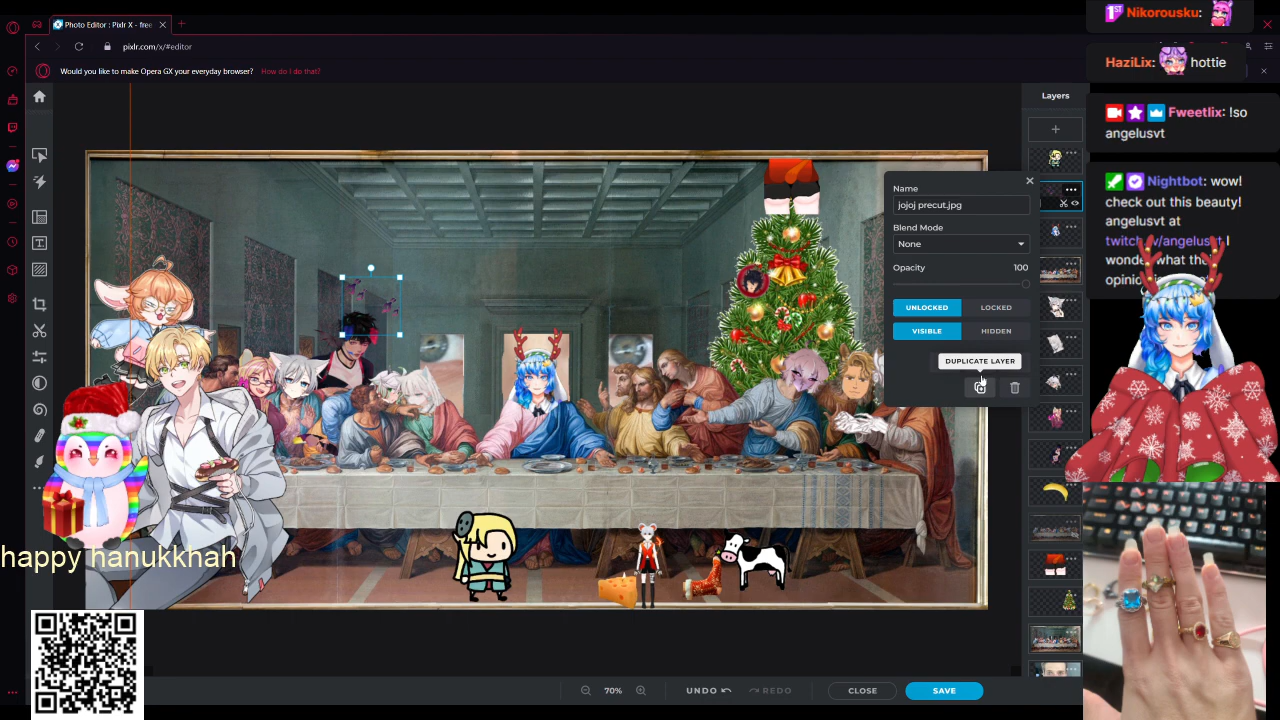 Photo Editor : Pixlr X - free
pixlr.com/x/#editor
Would you like to make Opera GX your everyday browser? How do I do that?
Layers
Name
jojoj precut.jpg
Blend Mode
None
Opacity 100
UNLOCKED LOCKED
VISIBLE HIDDEN
DUPLICATE LAYER
happy hanukkhah
70% UNDO REDO CLOSE SAVE
1ST Nikorousku:
HaziLix: hottie
Fweetlix: !so
angelusvt
Nightbot: wow!
check out this beauty!
angelusvt at